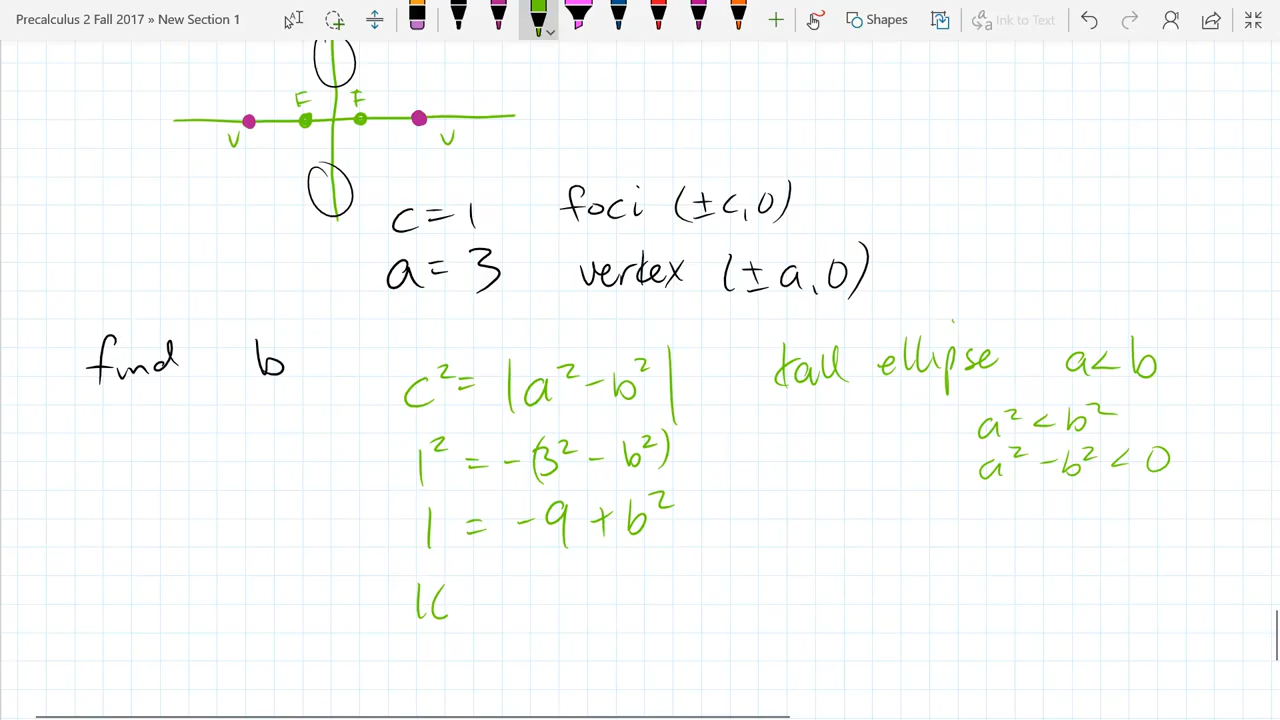 Precalculus 2 Fall 2017 » New Section 1
Shapes
Ink to Text
F F
V V
c = 1 foci (±c, 0)
a = 3 vertex (±a, 0)
find b
c² = |a² - b²| tall ellipse a < b
a² < b²
1² = -(3² - b²) a² - b² < 0
1 = -9 + b²